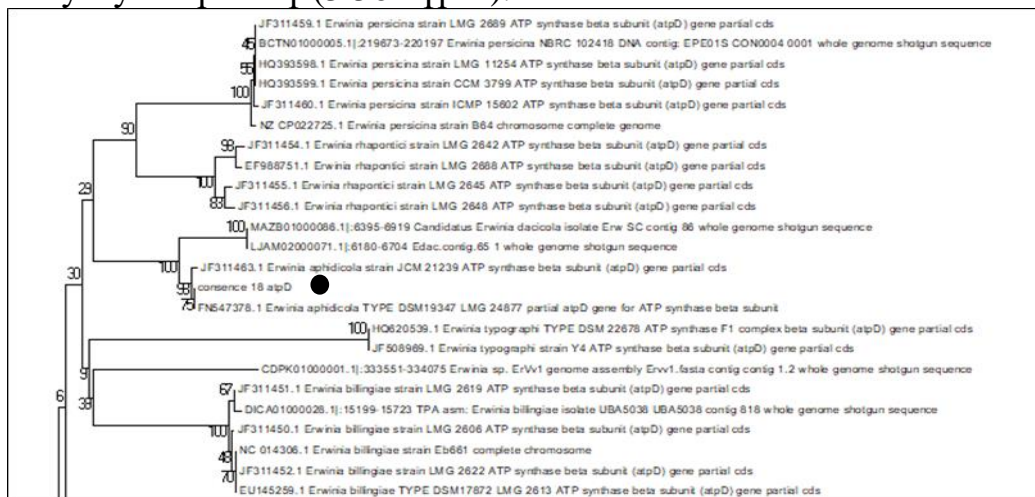 JF311459.1 Erwinia persicina strain LMG 2689 ATP synthase beta subunit (atpD) gene partial cds
45 BCTN01000005.1|:219673-220197 Erwinia persicina NBRC 102418 DNA contig: EPE01S CON0004 0001 whole genome shotgun sequence
55 HQ393598.1 Erwinia persicina strain LMG 11254 ATP synthase beta subunit (atpD) gene partial cds
HQ393599.1 Erwinia persicina strain CCM 3799 ATP synthase beta subunit (atpD) gene partial cds
100 JF311460.1 Erwinia persicina strain ICMP 15602 ATP synthase beta subunit (atpD) gene partial cds
90 NZ CP022725.1 Erwinia persicina strain B64 chromosome complete genome
98 JF311454.1 Erwinia rhapontici strain LMG 2642 ATP synthase beta subunit (atpD) gene partial cds
EF988751.1 Erwinia rhapontici strain LMG 2688 ATP synthase beta subunit (atpD) gene partial cds
100 JF311455.1 Erwinia rhapontici strain LMG 2645 ATP synthase beta subunit (atpD) gene partial cds
83 JF311456.1 Erwinia rhapontici strain LMG 2648 ATP synthase beta subunit (atpD) gene partial cds
100 MAZB01000086.1|:6395-6919 Candidatus Erwinia dacicola isolate Erw SC contig 86 whole genome shotgun sequence
LJAM02000071.1|:6180-6704 Edac.contig.65 1 whole genome shotgun sequence
100 JF311463.1 Erwinia aphidicola strain JCM 21239 ATP synthase beta subunit (atpD) gene partial cds
30 98 consence 18 atpD
75 FN547378.1 Erwinia aphidicola TYPE DSM19347 LMG 24877 partial atpD gene for ATP synthase beta subunit
100 HQ620539.1 Erwinia typographi TYPE DSM 22678 ATP synthase F1 complex beta subunit (atpD) gene partial cds
JF508969.1 Erwinia typographi strain Y4 ATP synthase beta subunit (atpD) gene partial cds
9 CDPK01000001.1|:333551-334075 Erwinia sp. ErVv1 genome assembly Ervv1.fasta contig contig 1.2 whole genome shotgun sequence
6 38 67 JF311451.1 Erwinia billingiae strain LMG 2619 ATP synthase beta subunit (atpD) gene partial cds
DICA01000028.1|:15199-15723 TPA asm: Erwinia billingiae isolate UBA5038 UBA5038 contig 818 whole genome shotgun sequence
100 JF311450.1 Erwinia billingiae strain LMG 2606 ATP synthase beta subunit (atpD) gene partial cds
NC 014306.1 Erwinia billingiae strain Eb661 complete chromosome
JF311452.1 Erwinia billingiae strain LMG 2622 ATP synthase beta subunit (atpD) gene partial cds
70 EU145259.1 Erwinia billingiae TYPE DSM17872 LMG 2613 ATP synthase beta subunit (atpD) gene partial cds